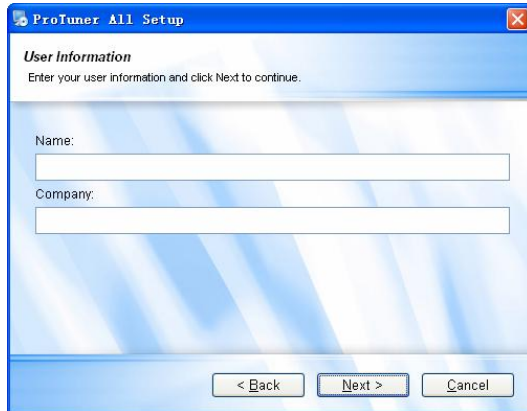 ProTuner All Setup
User Information
Enter your user information and click Next to continue.
Name:
Company:
< Back Next > Cancel